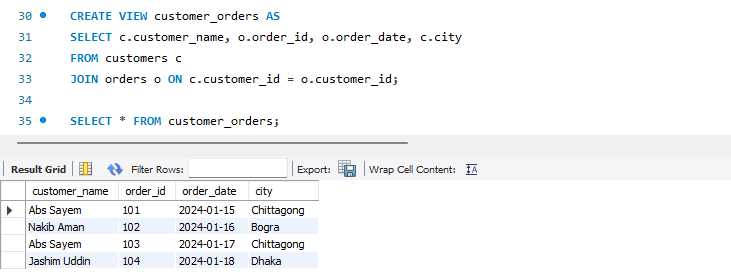 30 CREATE VIEW customer_orders AS
31 SELECT c.customer_name, o.order_id, o.order_date, c.city
32 FROM customers c
33 JOIN orders o ON c.customer_id = o.customer_id;
34
35 SELECT * FROM customer_orders;
Result Grid Filter Rows: Export: Wrap Cell Content:
customer_name order_id order_date city
Abs Sayem 101 2024-01-15 Chittagong
Nakib Aman 102 2024-01-16 Bogra
Abs Sayem 103 2024-01-17 Chittagong
Jashim Uddin 104 2024-01-18 Dhaka